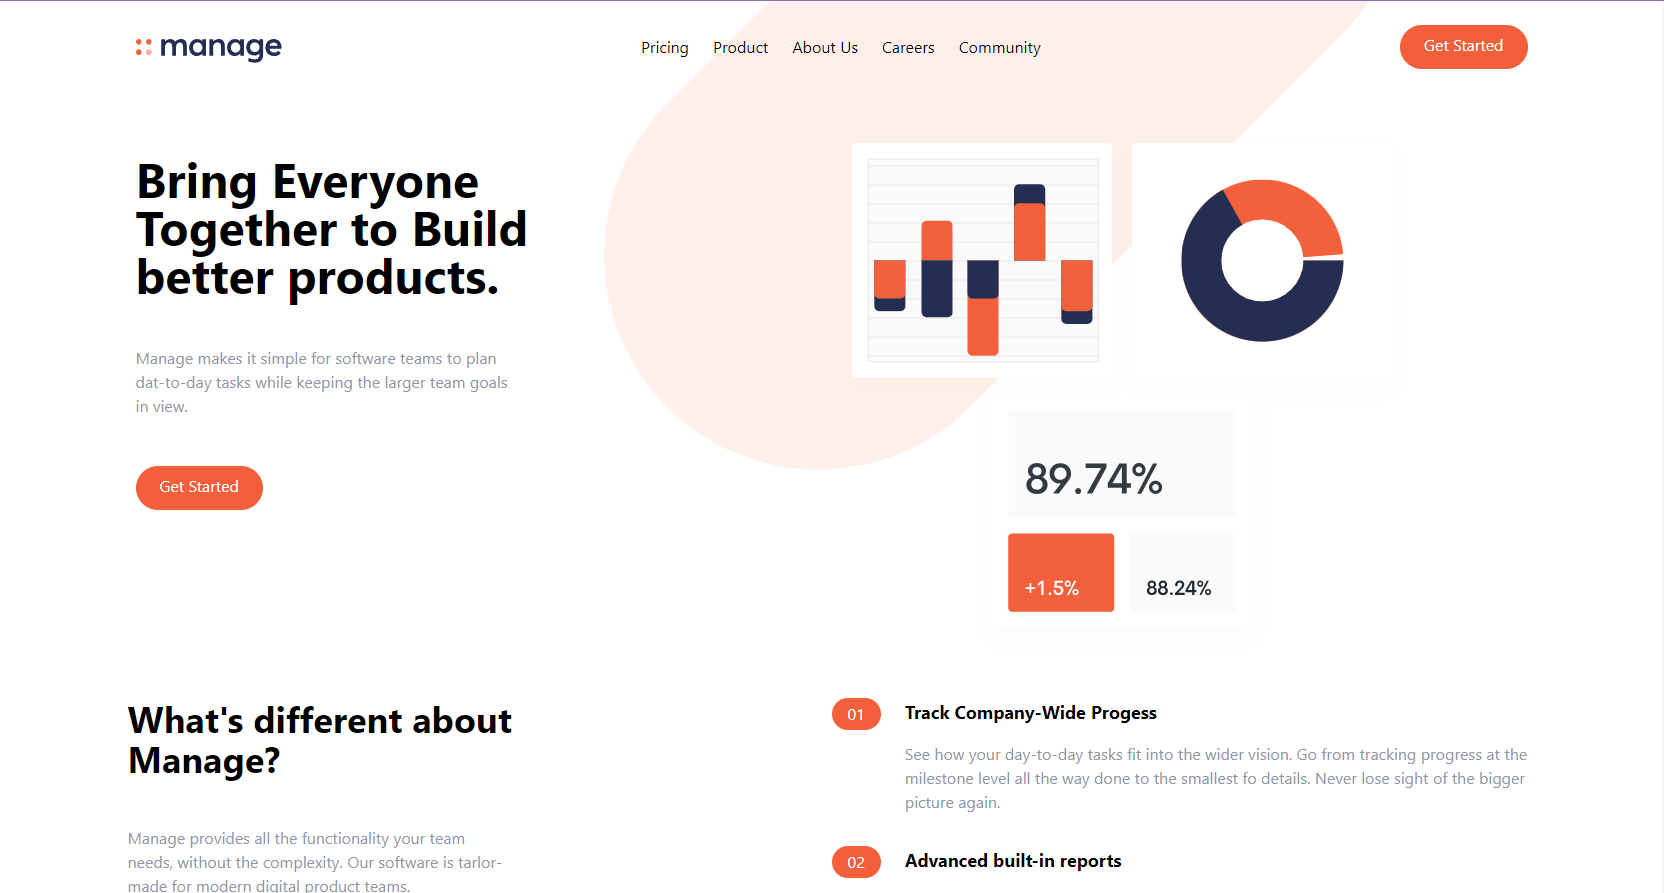 manage
Pricing Product About Us Careers Community
Get Started
Bring Everyone
Together to Build
better products.
Manage makes it simple for software teams to plan
dat-to-day tasks while keeping the larger team goals
in view.
Get Started
89.74%
+1.5%
88.24%
What's different about
Manage?
Manage provides all the functionality your team
needs, without the complexity. Our software is tarlor-
made for modern digital product teams.
01
Track Company-Wide Progess
See how your day-to-day tasks fit into the wider vision. Go from tracking progress at the
milestone level all the way done to the smallest fo details. Never lose sight of the bigger
picture again.
02
Advanced built-in reports